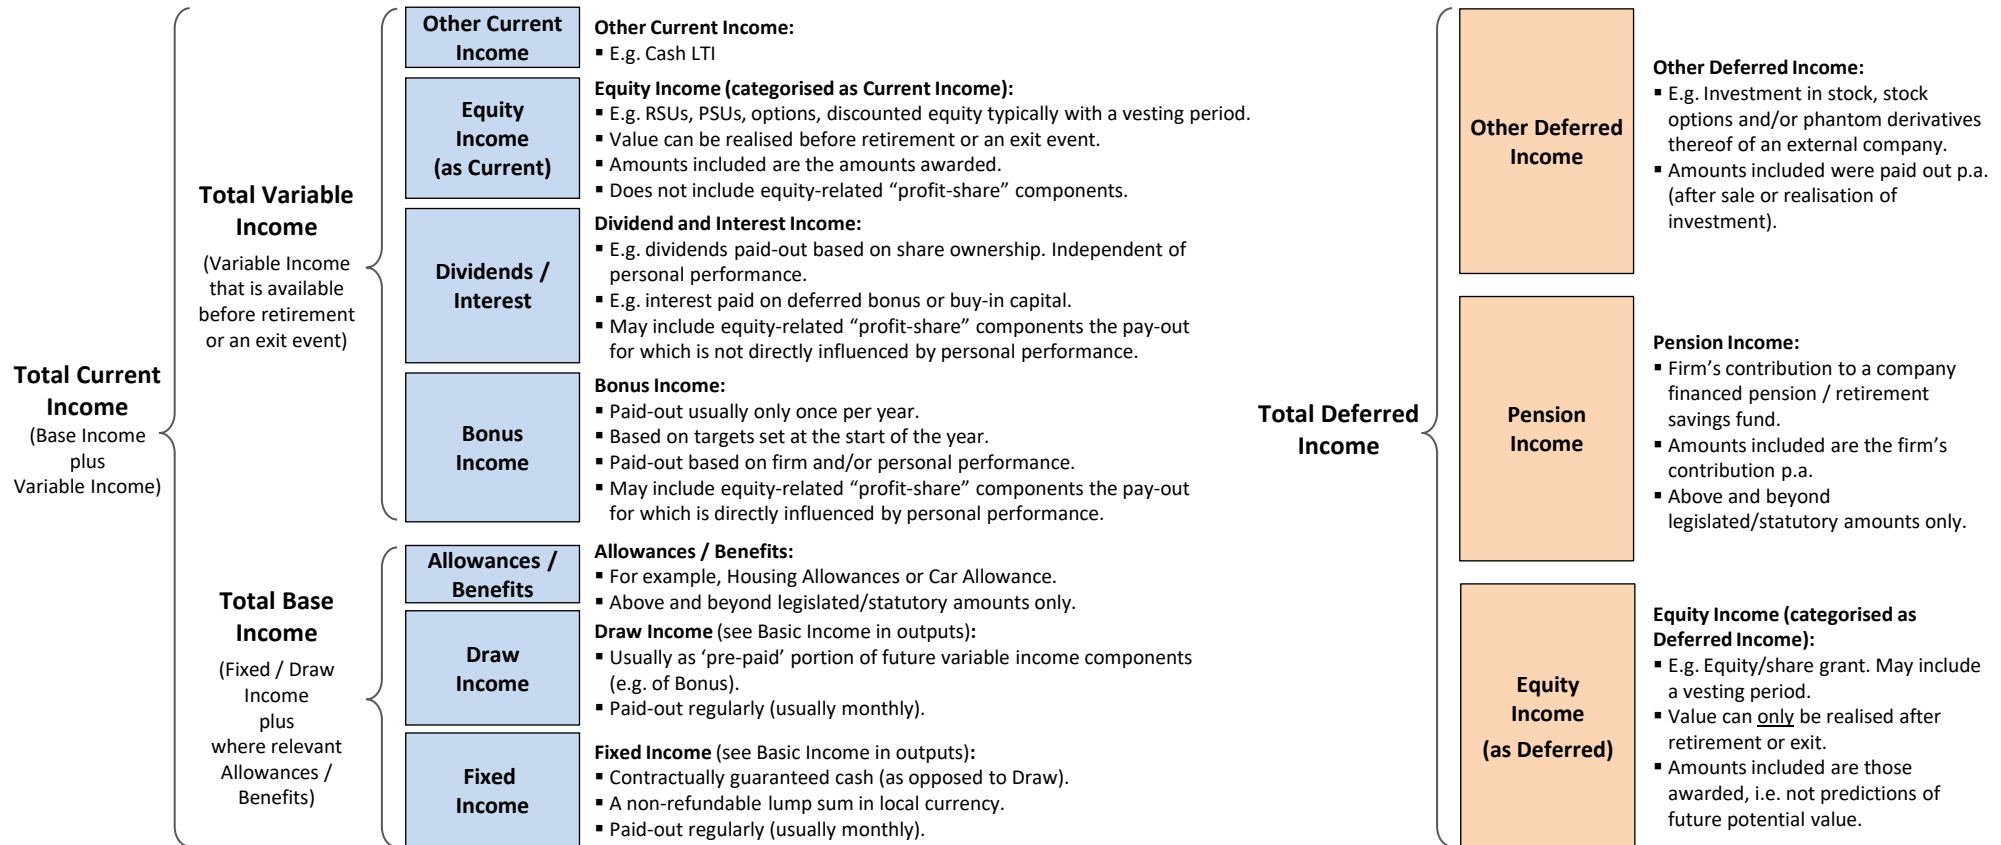 Total Current
Income
(Base Income
plus
Variable Income)
Total Variable
Income
(Variable Income
that is available
before retirement
or an exit event)
Other Current
Income
Other Current Income:
▪ E.g. Cash LTI
Equity
Income
(as Current)
Equity Income (categorised as Current Income):
▪ E.g. RSUs, PSUs, options, discounted equity typically with a vesting period.
▪ Value can be realised before retirement or an exit event.
▪ Amounts included are the amounts awarded.
▪ Does not include equity-related “profit-share” components.
Dividends /
Interest
Dividend and Interest Income:
▪ E.g. dividends paid-out based on share ownership. Independent of
personal performance.
▪ E.g. interest paid on deferred bonus or buy-in capital.
▪ May include equity-related “profit-share” components the pay-out
for which is not directly influenced by personal performance.
Bonus
Income
Bonus Income:
▪ Paid-out usually only once per year.
▪ Based on targets set at the start of the year.
▪ Paid-out based on firm and/or personal performance.
▪ May include equity-related “profit-share” components the pay-out
for which is directly influenced by personal performance.
Total Base
Income
(Fixed / Draw
Income
plus
where relevant
Allowances /
Benefits)
Allowances /
Benefits
Allowances / Benefits:
▪ For example, Housing Allowances or Car Allowance.
▪ Above and beyond legislated/statutory amounts only.
Draw
Income
Draw Income (see Basic Income in outputs):
▪ Usually as ‘pre-paid’ portion of future variable income components
(e.g. of Bonus).
▪ Paid-out regularly (usually monthly).
Fixed
Income
Fixed Income (see Basic Income in outputs):
▪ Contractually guaranteed cash (as opposed to Draw).
▪ A non-refundable lump sum in local currency.
▪ Paid-out regularly (usually monthly).
Total Deferred
Income
Other Deferred
Income
Other Deferred Income:
▪ E.g. Investment in stock, stock
options and/or phantom derivatives
thereof of an external company.
▪ Amounts included were paid out p.a.
(after sale or realisation of
investment).
Pension
Income
Pension Income:
▪ Firm’s contribution to a company
financed pension / retirement
savings fund.
▪ Amounts included are the firm’s
contribution p.a.
▪ Above and beyond
legislated/statutory amounts only.
Equity
Income
(as Deferred)
Equity Income (categorised as
Deferred Income):
▪ E.g. Equity/share grant. May include
a vesting period.
▪ Value can only be realised after
retirement or exit.
▪ Amounts included are those
awarded, i.e. not predictions of
future potential value.